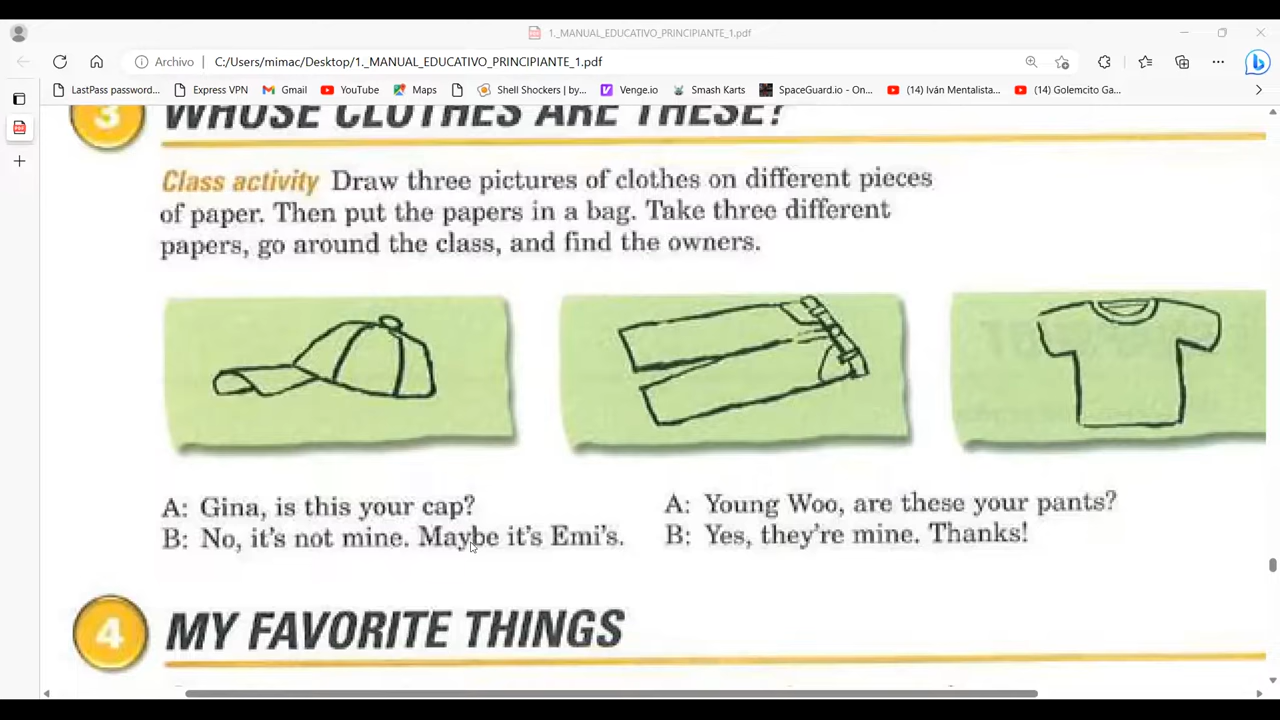 1._MANUAL_EDUCATIVO_PRINCIPIANTE_1.pdf
Archivo C:/Users/mimac/Desktop/1._MANUAL_EDUCATIVO_PRINCIPIANTE_1.pdf
LastPass password... Express VPN Gmail YouTube Maps Shell Shockers | by... Venge.io Smash Karts SpaceGuard.io - On... (14) Iván Mentalista... (14) Golemcito Ga...
3 WHOSE CLOTHES ARE THESE?
Class activity Draw three pictures of clothes on different pieces
of paper. Then put the papers in a bag. Take three different
papers, go around the class, and find the owners.
A: Gina, is this your cap?
B: No, it's not mine. Maybe it's Emi's.
A: Young Woo, are these your pants?
B: Yes, they're mine. Thanks!
4 MY FAVORITE THINGS